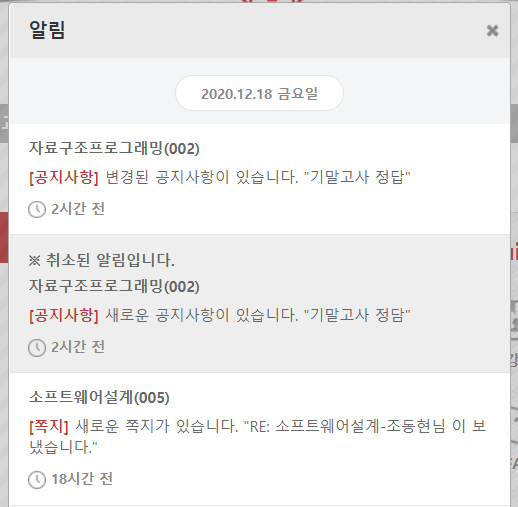 알림
2020.12.18 금요일
자료구조프로그래밍(002)
[공지사항] 변경된 공지사항이 있습니다. "기말고사 정답"
2시간 전
※ 취소된 알림입니다.
자료구조프로그래밍(002)
[공지사항] 새로운 공지사항이 있습니다. "기말고사 정담"
2시간 전
소프트웨어설계(005)
[쪽지] 새로운 쪽지가 있습니다. "RE: 소프트웨어설계-조동현님 이 보
냈습니다."
18시간 전